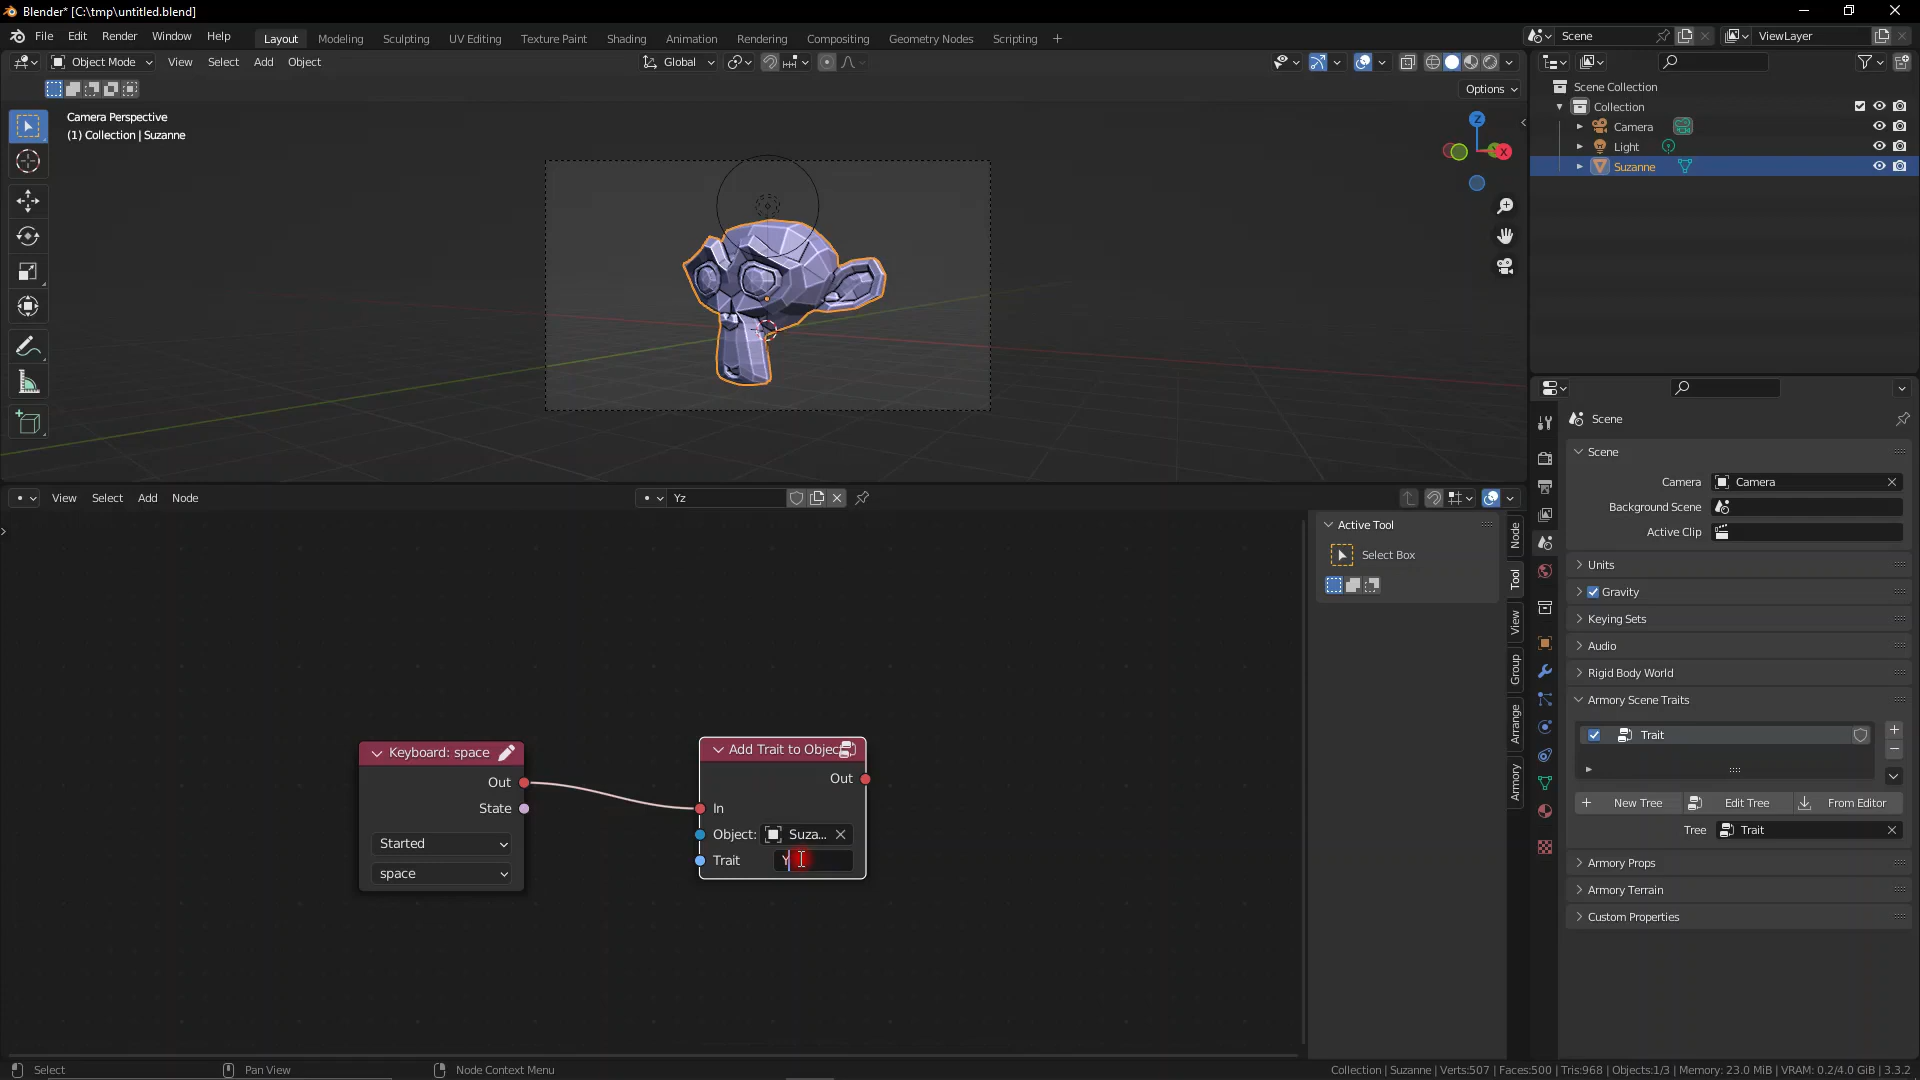 Blender* [C:\tmp\untitled.blend]
File Edit Render Window Help
Layout Modeling Sculpting UV Editing Texture Paint Shading Animation Rendering Compositing Geometry Nodes Scripting +
Scene
ViewLayer
Object Mode View Select Add Object
Global
Options
Camera Perspective
(1) Collection | Suzanne
Z
X
Scene Collection
Collection
Camera
Light
Suzanne
Scene
Scene
Camera Camera
Background Scene
Active Clip
Units
Gravity
Keying Sets
Audio
Rigid Body World
Armory Scene Traits
Trait
New Tree Edit Tree From Editor
Tree Trait
Armory Props
Armory Terrain
Custom Properties
View Select Add Node
Yz
Active Tool
Select Box
Node
Tool
View
Group
Arrange
Armory
Keyboard: space
Out
State
Started
space
Add Trait to Objec
Out
In
Object: Suza...
Trait Y
Select
Pan View
Node Context Menu
Collection | Suzanne | Verts:507 | Faces:500 | Tris:968 | Objects:1/3 | Memory: 23.0 MiB | VRAM: 0.2/4.0 GiB | 3.3.2